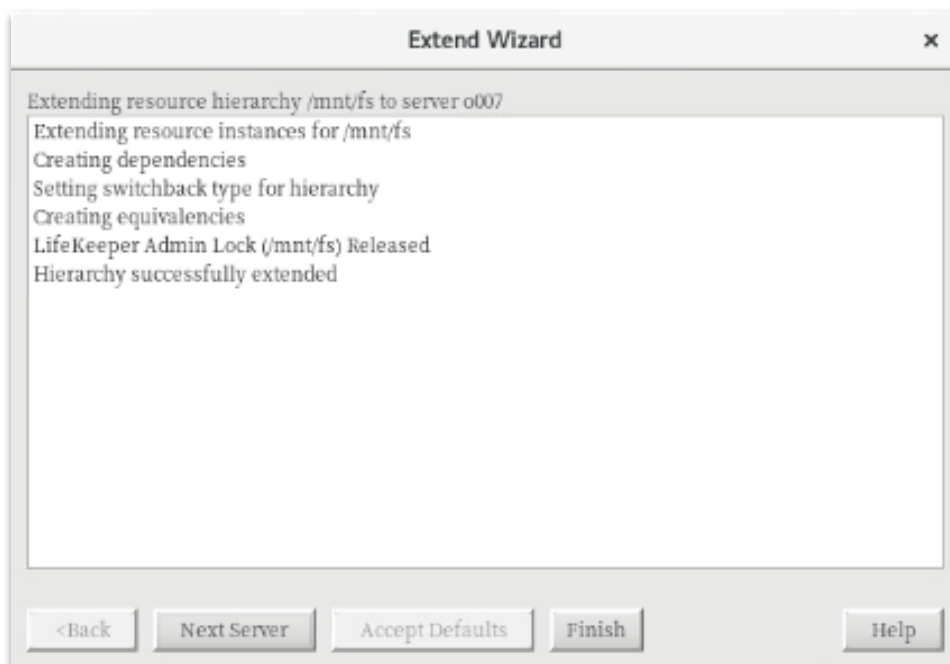 Extend Wizard
×
Extending resource hierarchy /mnt/fs to server o007
Extending resource instances for /mnt/fs
Creating dependencies
Setting switchback type for hierarchy
Creating equivalencies
LifeKeeper Admin Lock (/mnt/fs) Released
Hierarchy successfully extended
<Back Next Server Accept Defaults Finish Help